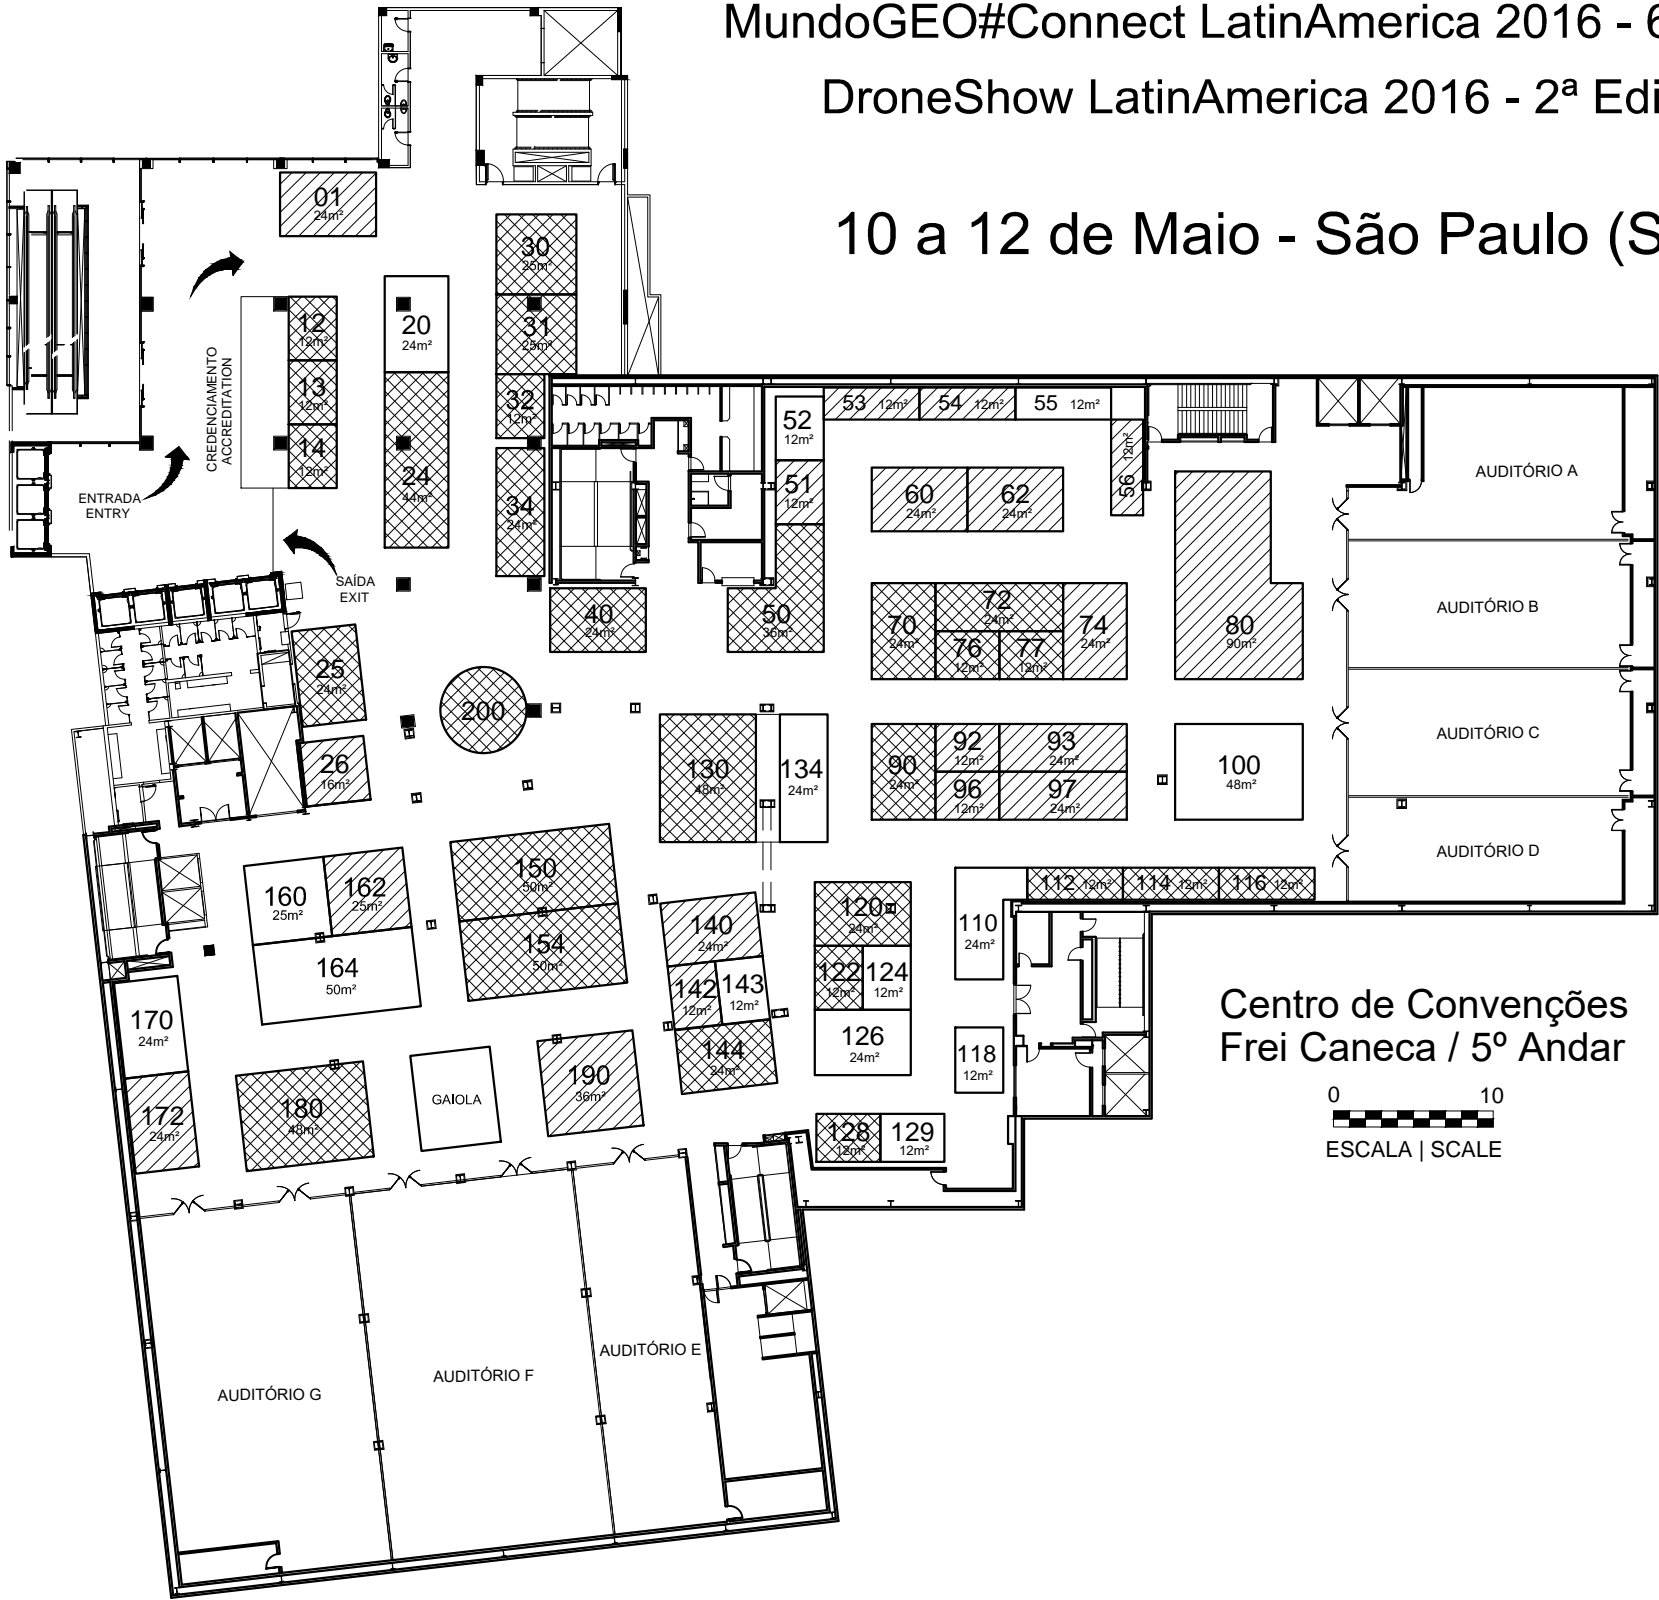 MundoGEO#Connect LatinAmerica 2016 - 6
DroneShow LatinAmerica 2016 - 2ª Edi
10 a 12 de Maio - São Paulo (S
01
24m²
30
25m²
12
12m²
20
24m²
31
25m²
CREDENCIAMENTO
ACCREDITATION
13
12m²
32
12m²
14
12m²
24
44m²
34
24m²
ENTRADA
ENTRY
SAÍDA
EXIT
53 12m²
54 12m²
55 12m²
52
12m²
51
12m²
56 12m²
60
24m²
62
24m²
AUDITÓRIO A
40
24m²
50
36m²
70
24m²
72
24m²
76
12m²
77
12m²
74
24m²
80
90m²
AUDITÓRIO B
25
24m²
200
26
16m²
130
48m²
134
24m²
90
24m²
92
12m²
93
24m²
96
12m²
97
24m²
100
48m²
AUDITÓRIO C
AUDITÓRIO D
160
25m²
162
25m²
150
50m²
154
50m²
164
50m²
140
24m²
142
12m²
143
12m²
144
24m²
120
24m²
122
12m²
124
12m²
126
24m²
110
24m²
112 12m²
114 12m²
116 12m²
118
12m²
170
24m²
172
24m²
180
48m²
GAIOLA
190
36m²
128
12m²
129
12m²
Centro de Convenções
Frei Caneca / 5º Andar
0 10
ESCALA | SCALE
AUDITÓRIO G
AUDITÓRIO F
AUDITÓRIO E